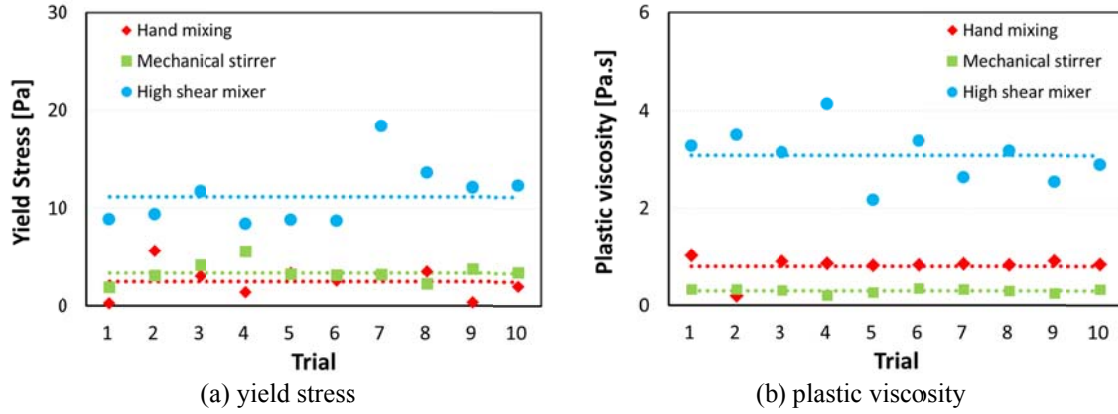 30
20
10
0
Yield Stress [Pa]
Hand mixing
Mechanical stirrer
High shear mixer
1 2 3 4 5 6 7 8 9 10
Trial
(a) yield stress
6
4
2
0
Plastic viscosity [Pa.s]
Hand mixing
Mechanical stirrer
High shear mixer
1 2 3 4 5 6 7 8 9 10
Trial
(b) plastic viscosity